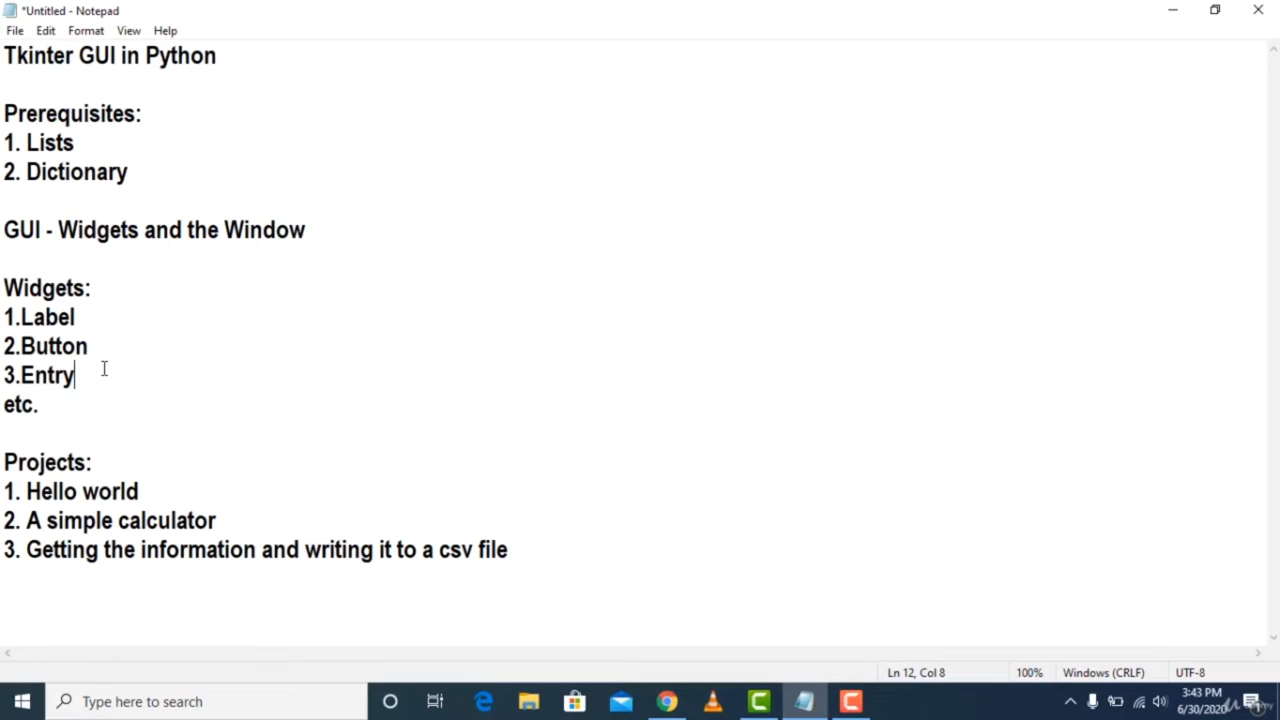 *Untitled - Notepad
File Edit Format View Help
Tkinter GUI in Python
Prerequisites:
1. Lists
2. Dictionary
GUI - Widgets and the Window
Widgets:
1.Label
2.Button
3.Entry
etc.
Projects:
1. Hello world
2. A simple calculator
3. Getting the information and writing it to a csv file
Ln 12, Col 8 100% Windows (CRLF) UTF-8
Type here to search
3:43 PM
6/30/2020